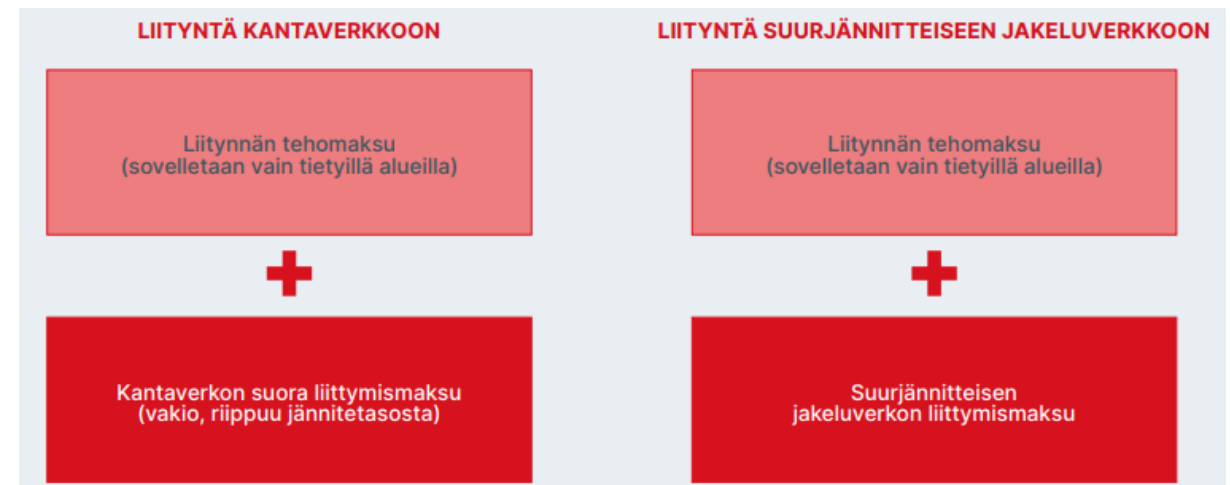 LIITYNTÄ KANTAVERKKOON
Liitynnän tehomaksu
(sovelletaan vain tietyillä alueilla)
Kantaverkon suora liittymismaksu
(vakio, riippuu jännitetasosta)
LIITYNTÄ SUURJÄNNITTEISEEN JAKELUVERKKOON
Liitynnän tehomaksu
(sovelletaan vain tietyillä alueilla)
Suurjännitteisen
jakeluverkon liittymismaksu